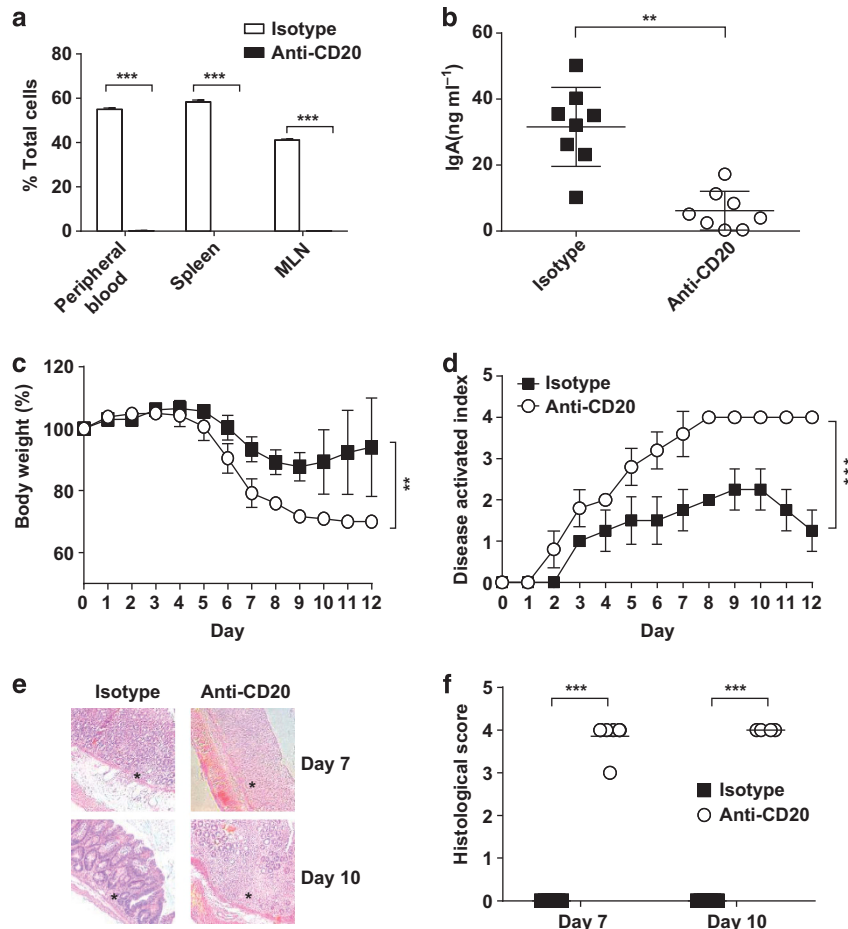 a
Isotype
Anti-CD20
% Total cells
80
60
40
20
0
***
***
***
Peripheral
blood
Spleen
MLN
b
**
IgA(ng ml⁻¹)
60
40
20
0
Isotype
Anti-CD20
c
Body weight (%)
120
100
80
60
**
0 1 2 3 4 5 6 7 8 9 10 11 12
Day
d
Isotype
Anti-CD20
Disease activated index
5
4
3
2
1
0
***
0 1 2 3 4 5 6 7 8 9 10 11 12
Day
e
Isotype Anti-CD20
* * Day 7
* * Day 10
f
Histological score
5
4
3
2
1
0
*** ***
Isotype
Anti-CD20
Day 7 Day 10